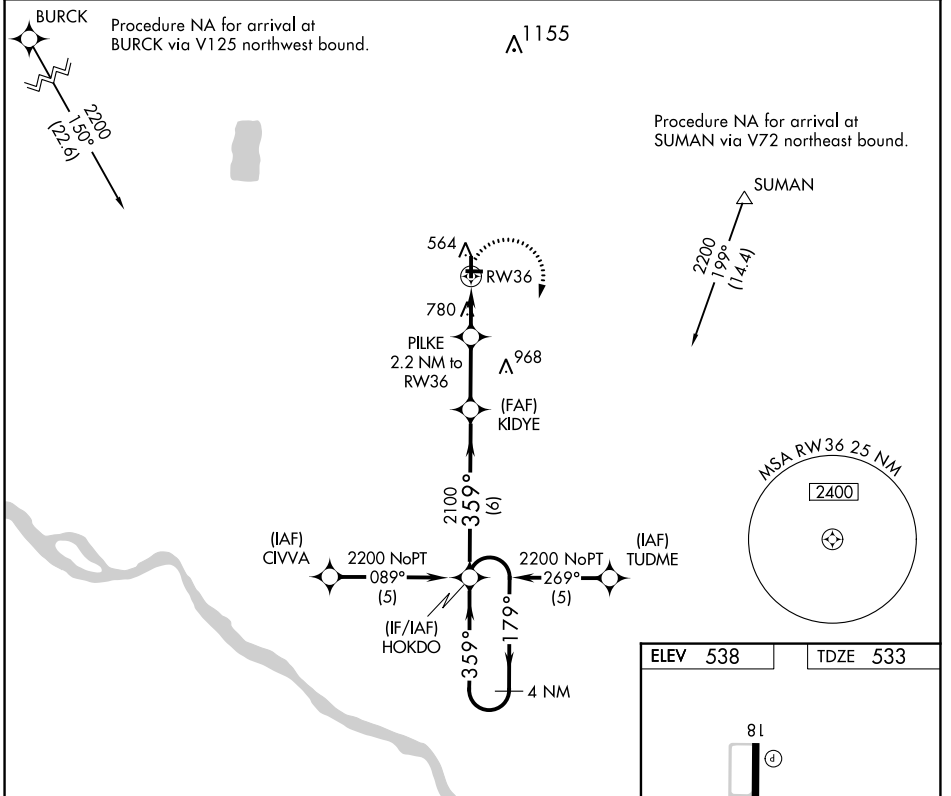 BURCK
Procedure NA for arrival at
BURCK via V125 northwest bound.
1155
2200
150°
(22.6)
Procedure NA for arrival at
SUMAN via V72 northeast bound.
SUMAN
2200
199°
(14.4)
564
RW36
780
PILKE
2.2 NM to
RW36
968
(FAF)
KIDYE
2100
359°
(6)
MSA RW36 25 NM
2400
(IAF)
CIVVA
2200 NoPT
089°
(5)
2200 NoPT
269°
(5)
(IAF)
TUDME
(IF/IAF)
HOKDO
359°
179°
4 NM
ELEV 538
TDZE 533
18
P